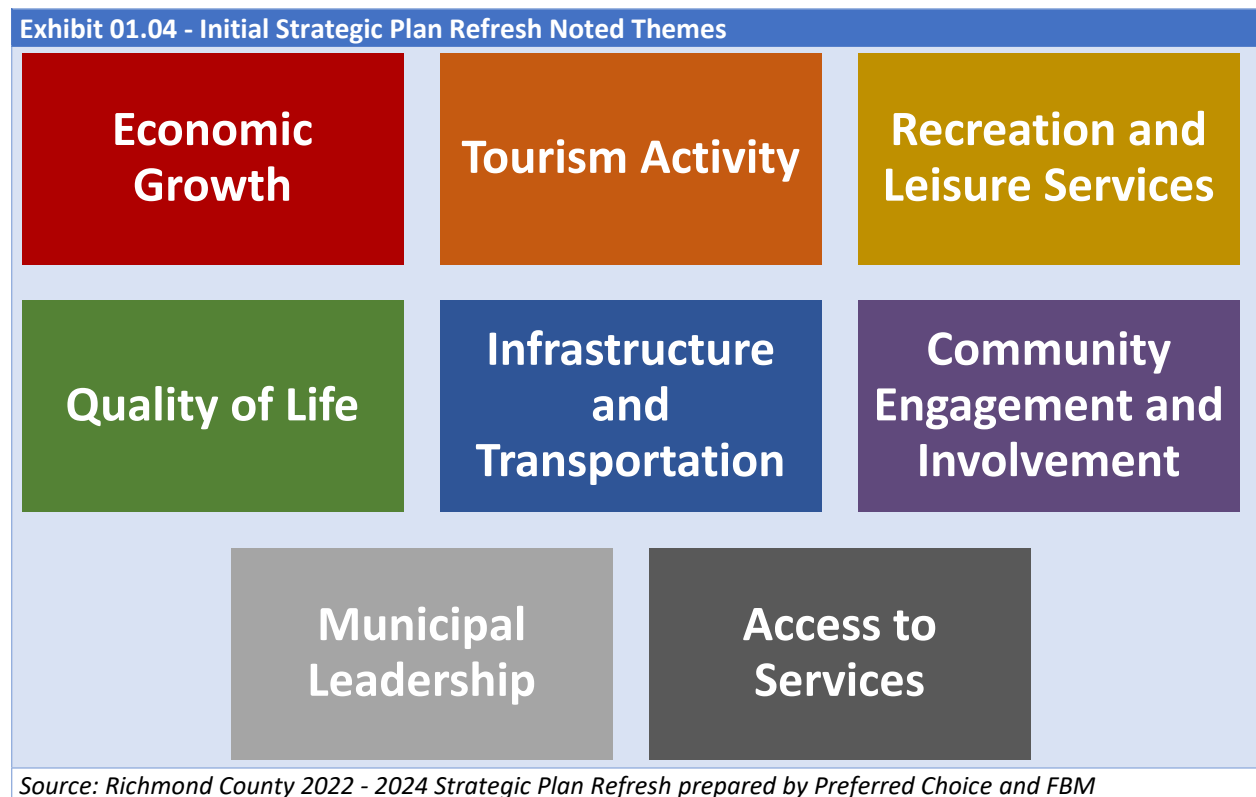 Exhibit 01.04 - Initial Strategic Plan Refresh Noted Themes
Economic
Growth
Tourism Activity
Recreation and
Leisure Services
Quality of Life
Infrastructure
and
Transportation
Community
Engagement and
Involvement
Municipal
Leadership
Access to
Services
Source: Richmond County 2022 - 2024 Strategic Plan Refresh prepared by Preferred Choice and FBM